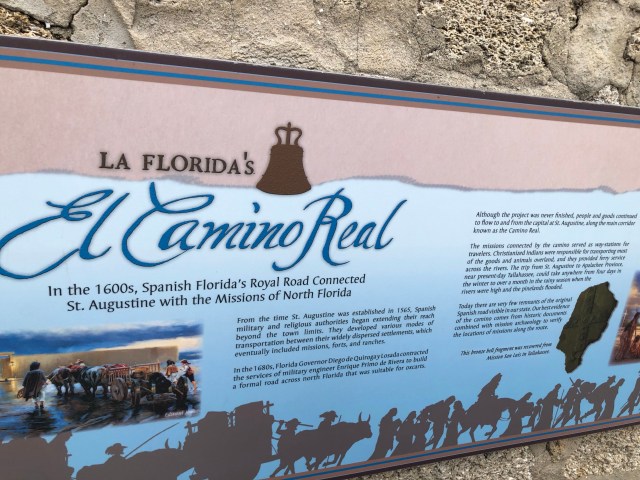 LA FLORIDA'S
El Camino Real
In the 1600s, Spanish Florida's Royal Road Connected
St. Augustine with the Missions of North Florida
From the time St. Augustine was established in 1565, Spanish
military and religious authorities began extending their reach
beyond the town limits. They developed various modes of
transportation between their widely dispersed settlements, which
eventually included missions, forts, and ranches.
In the 1680s, Florida Governor Diego de Quiroga y Losada contracted
the services of military engineer Enrique Primo de Rivera to build
a formal road across north Florida that was suitable for oxcarts.
Although the project was never finished, people and goods continued
to flow to and from the capital at St. Augustine, along the main corridor
known as the Camino Real.
The missions connected by the camino served as way-stations for
travelers. Christianized Indians were responsible for transporting most
of the goods and animals overland, and they provided ferry service
across the rivers. The trip from St. Augustine to Apalachee Province,
near present-day Tallahassee, could take anywhere from four days in
the winter to over a month in the rainy season when the
rivers were high and the pinelands flooded.
Today there are very few remnants of the original
Spanish road visible in our state. Our best evidence
of the camino comes from historic documents
combined with mission archaeology to verify
the locations of missions along the route.
This bronze bell fragment was recovered from
Mission San Luis in Tallahassee.